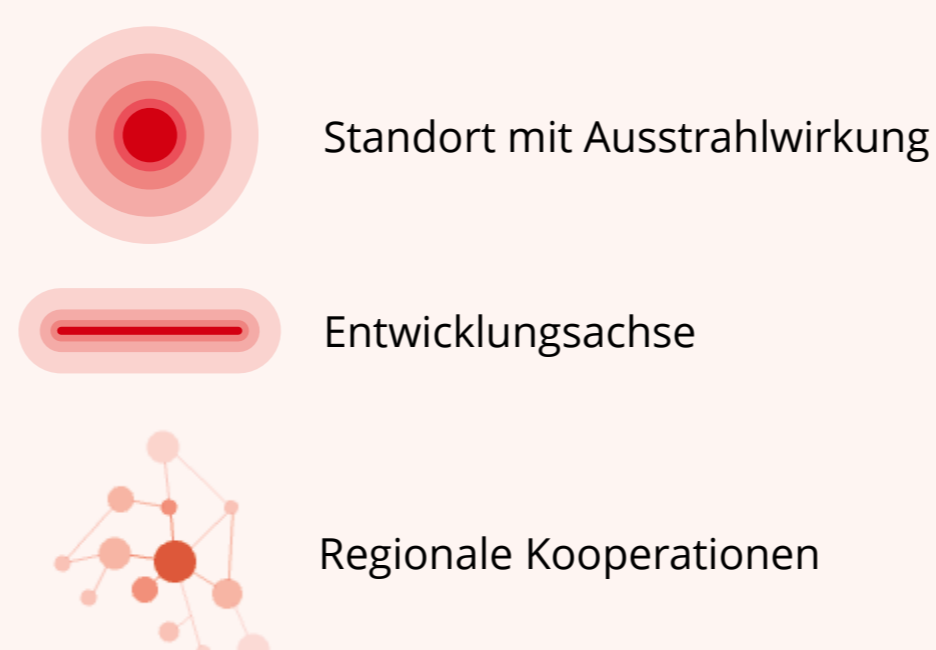 Standort mit Ausstrahlwirkung
Entwicklungsachse
Regionale Kooperationen